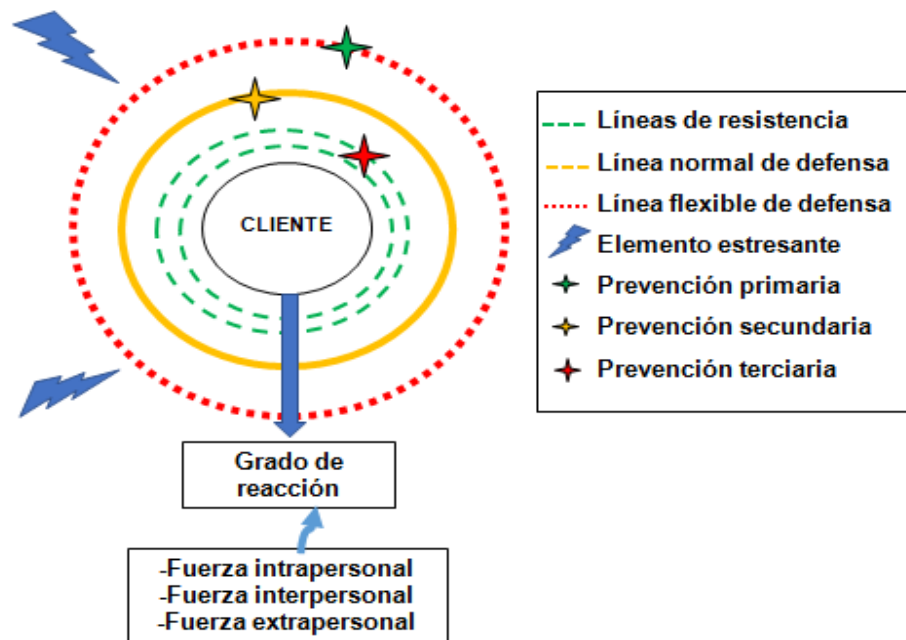 CLIENTE
Líneas de resistencia
Línea normal de defensa
Línea flexible de defensa
Elemento estresante
Prevención primaria
Prevención secundaria
Prevención terciaria
Grado de
reacción
-Fuerza intrapersonal
-Fuerza interpersonal
-Fuerza extrapersonal